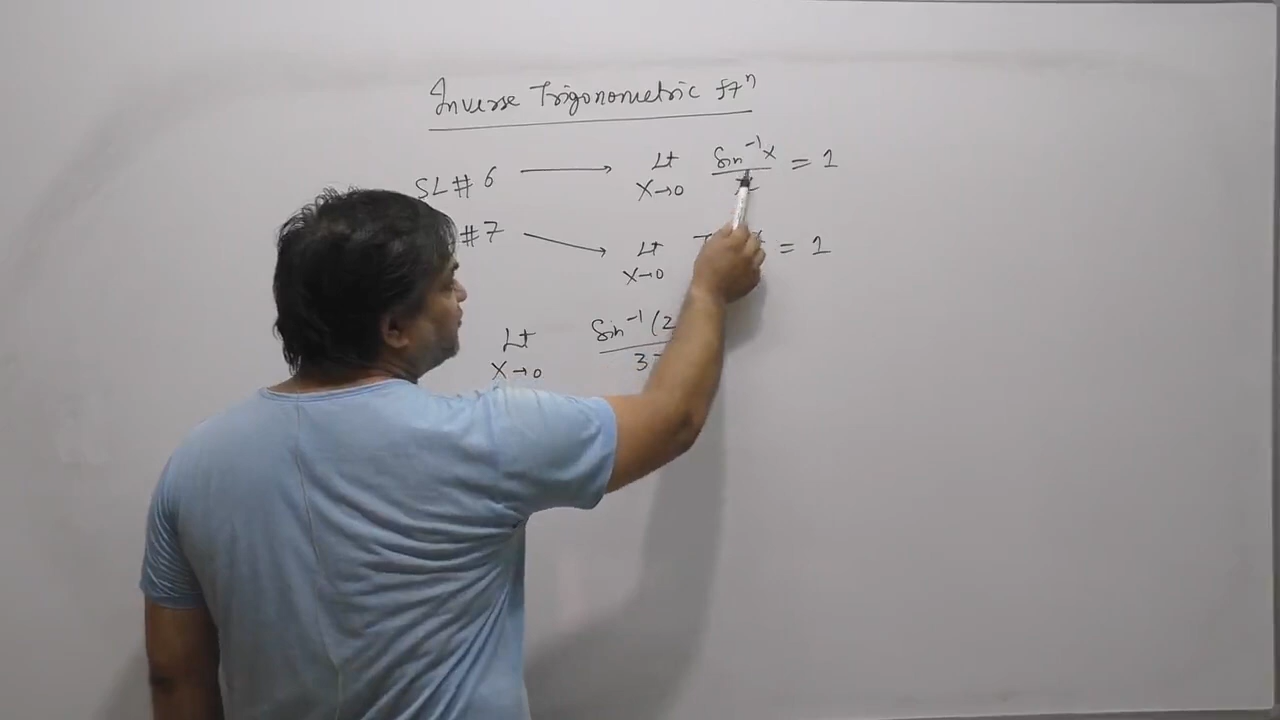 Inverse Trigonometric fⁿ
SL # 6 → Lt x→0 Sin⁻¹x / x = 1
#7 → Lt x→0 = 1
Lt x→0 Sin⁻¹(2 / 3